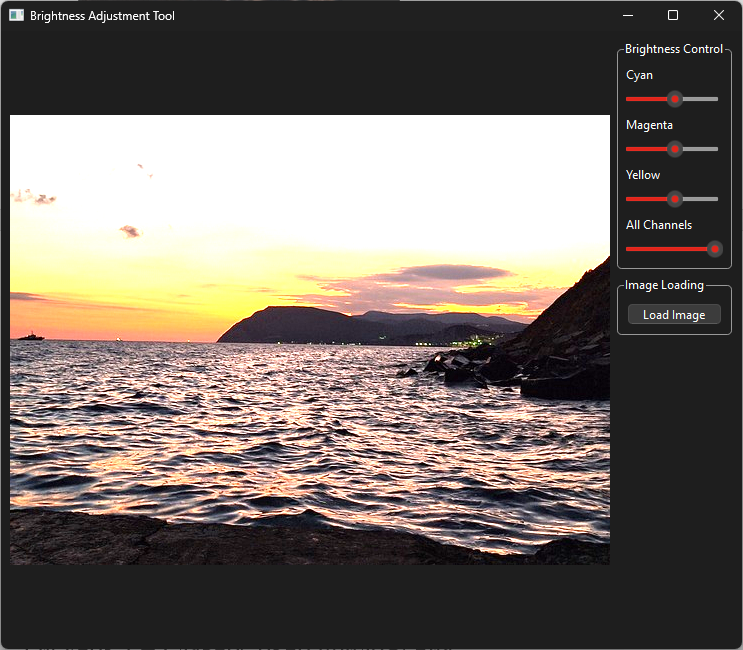 Brightness Adjustment Tool
Brightness Control
Cyan
Magenta
Yellow
All Channels
Image Loading
Load Image